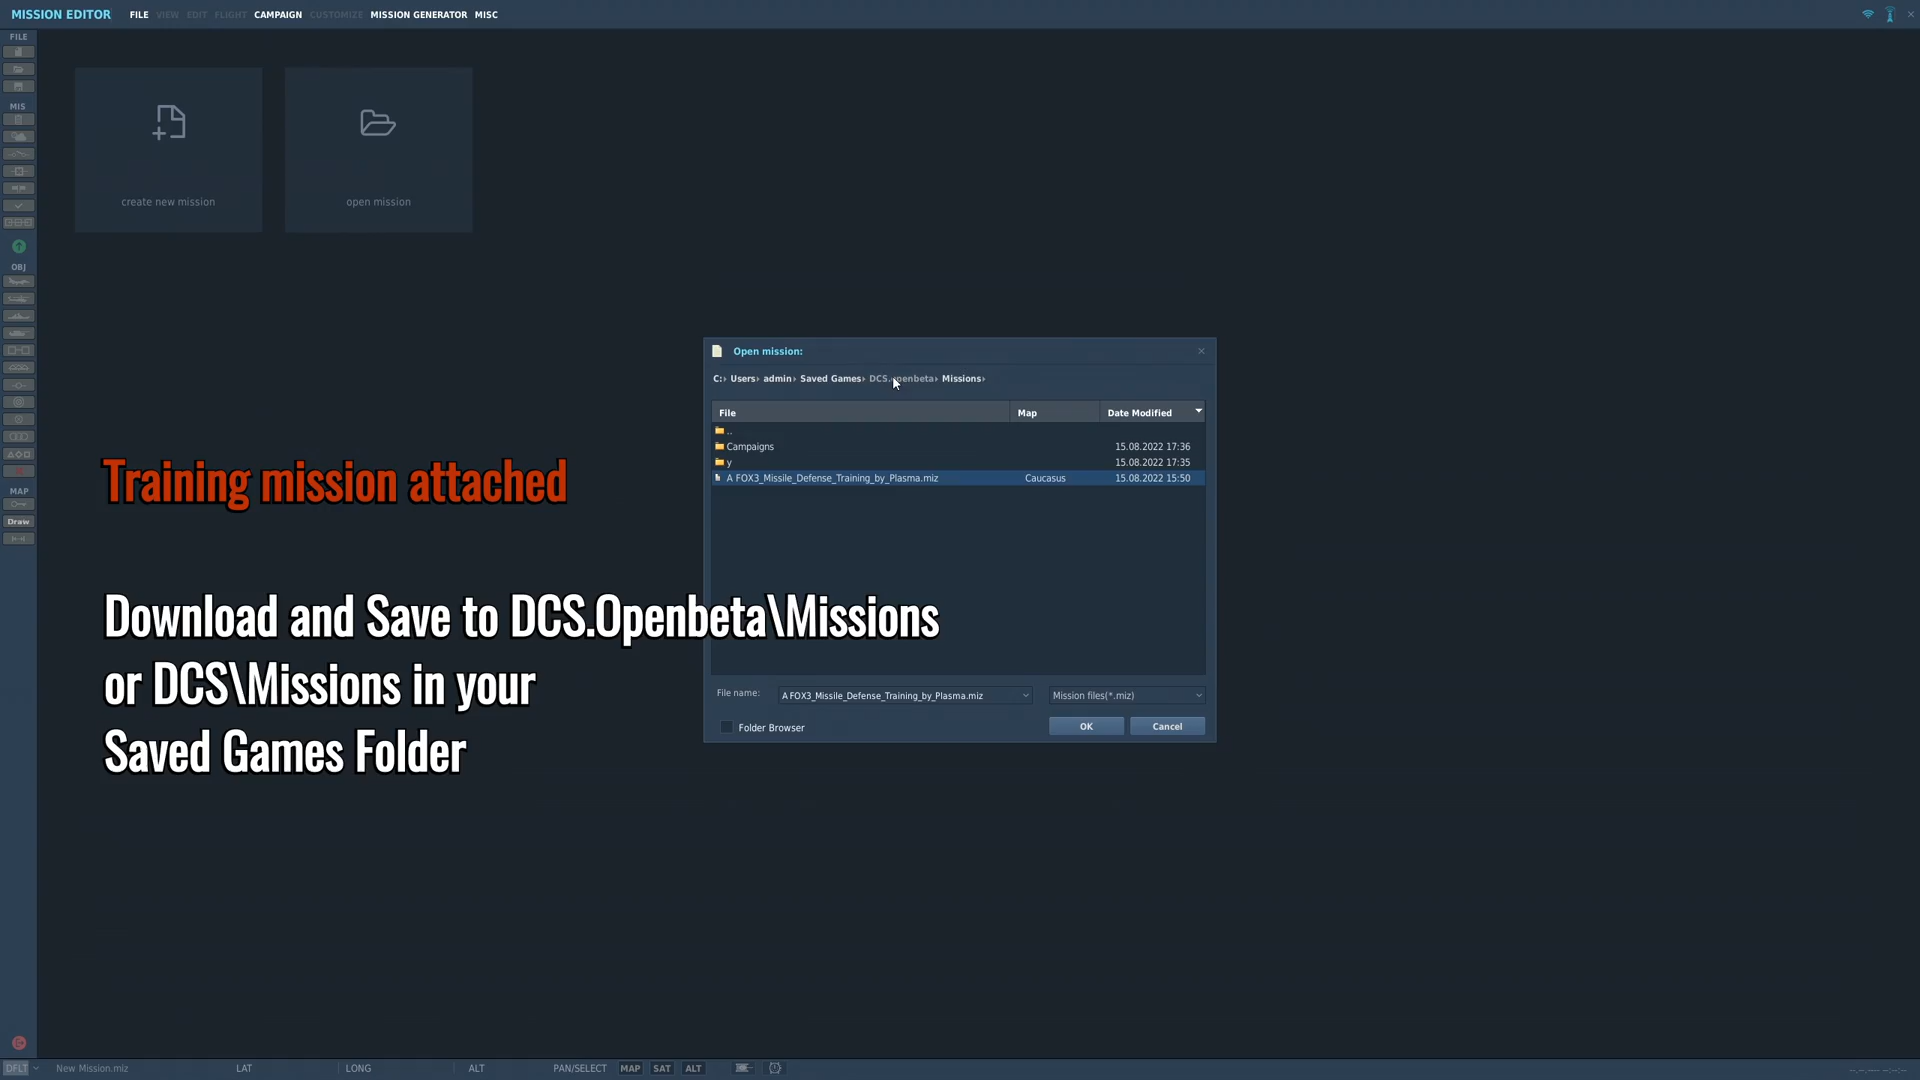 MISSION EDITOR FILE VIEW EDIT FLIGHT CAMPAIGN CUSTOMIZE MISSION GENERATOR MISC
FILE
MIS
OBJ
MAP
Draw
create new mission
open mission
Open mission:
C:› Users› admin› Saved Games› DCS.openbeta› Missions›
File Map Date Modified
..
Campaigns 15.08.2022 17:36
y 15.08.2022 17:35
A FOX3_Missile_Defense_Training_by_Plasma.miz Caucasus 15.08.2022 15:50
File name: A FOX3_Missile_Defense_Training_by_Plasma.miz Mission files(*.miz)
Folder Browser OK Cancel
Training mission attached
Download and Save to DCS.Openbeta\Missions
or DCS\Missions in your
Saved Games Folder
DFLT New Mission.miz LAT LONG ALT PAN/SELECT MAP SAT ALT